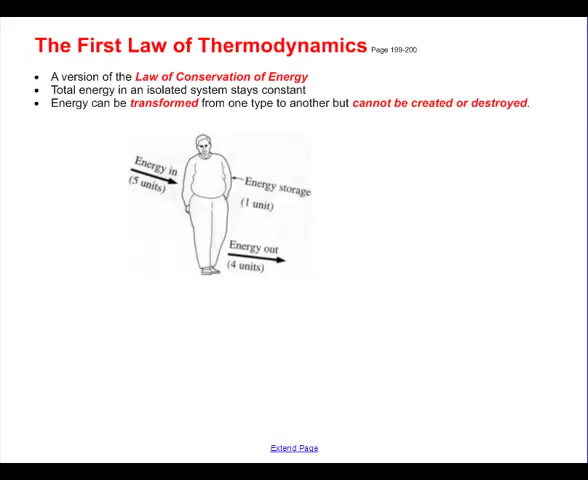 The First Law of Thermodynamics Page 199-200
• A version of the Law of Conservation of Energy
• Total energy in an isolated system stays constant
• Energy can be transformed from one type to another but cannot be created or destroyed.
Energy in
(5 units)
Energy storage
(1 unit)
Energy out
(4 units)
Extend Page